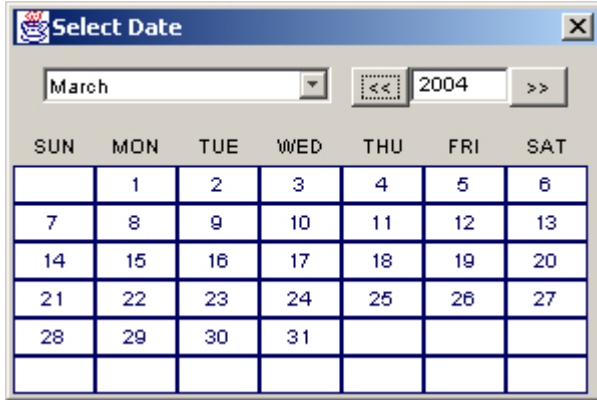 Select Date
March << 2004 >>
SUN MON TUE WED THU FRI SAT
1 2 3 4 5 6
7 8 9 10 11 12 13
14 15 16 17 18 19 20
21 22 23 24 25 26 27
28 29 30 31